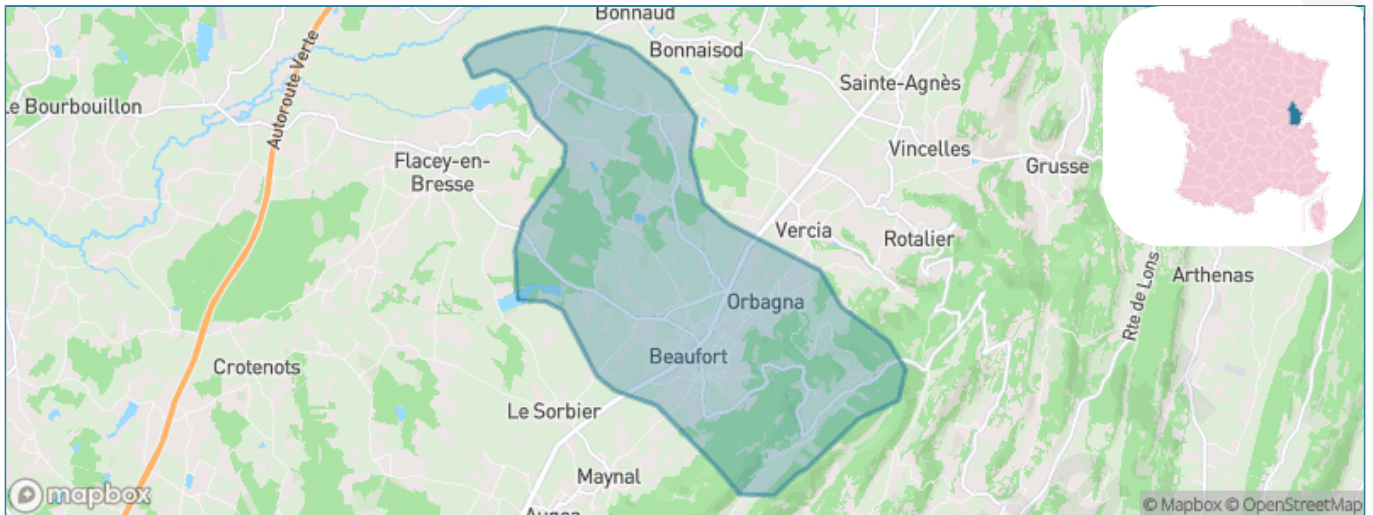 Bonnaud
Bonnaisod
Sainte-Agnès
Le Bourbouillon
Autoroute Verte
Flacey-en-
Bresse
Vincelles
Grusse
Vercia
Rotalier
Arthenas
Rte de Lons
Orbagna
Beaufort
Crotenots
Le Sorbier
Maynal
Augea
mapbox
© Mapbox © OpenStreetMap